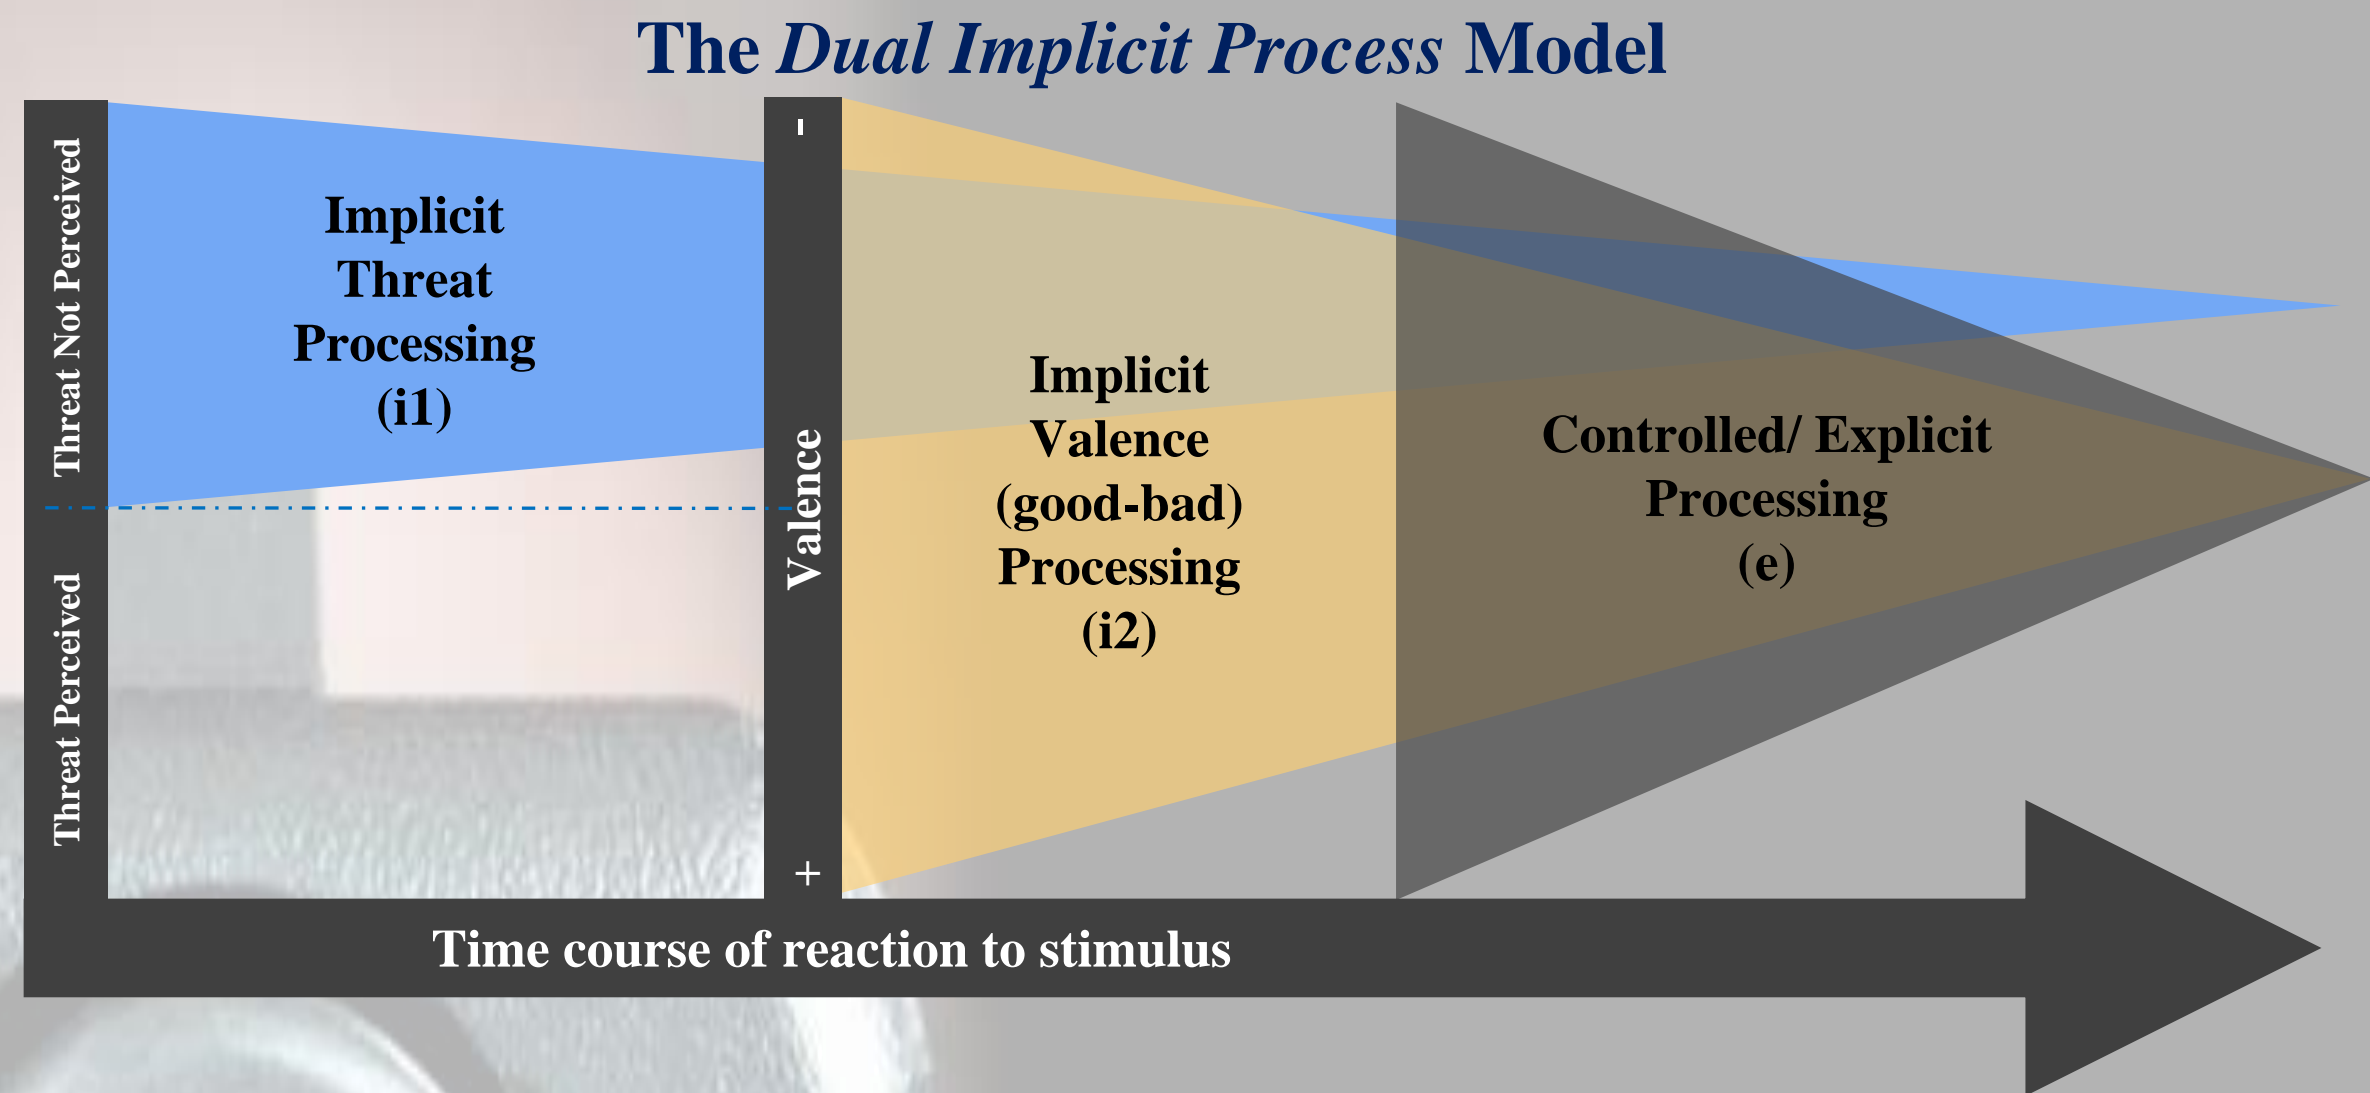 The Dual Implicit Process Model
Threat Not Perceived
Threat Perceived
Implicit
Threat
Processing
(i1)
-
Valence
+
Implicit
Valence
(good-bad)
Processing
(i2)
Controlled/ Explicit
Processing
(e)
Time course of reaction to stimulus